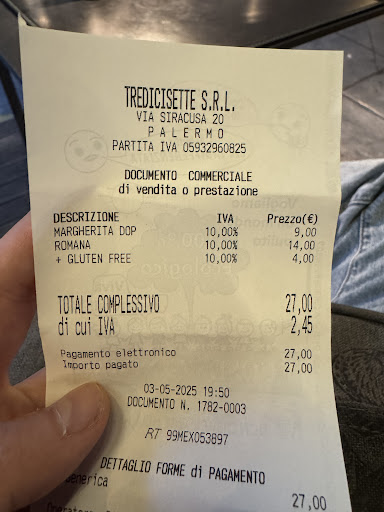 TREDICISETTE S.R.L.
VIA SIRACUSA 20
PALERMO
PARTITA IVA 05932960825
DOCUMENTO COMMERCIALE
di vendita o prestazione
DESCRIZIONE IVA Prezzo(€)
MARGHERITA DOP 10,00% 9,00
ROMANA 10,00% 14,00
+ GLUTEN FREE 10,00% 4,00
TOTALE COMPLESSIVO 27,00
di cui IVA 2,45
Pagamento elettronico 27,00
Importo pagato 27,00
03-05-2025 19:50
DOCUMENTO N. 1782-0003
RT 99MEX053897
DETTAGLIO FORME di PAGAMENTO
Generica 27,00